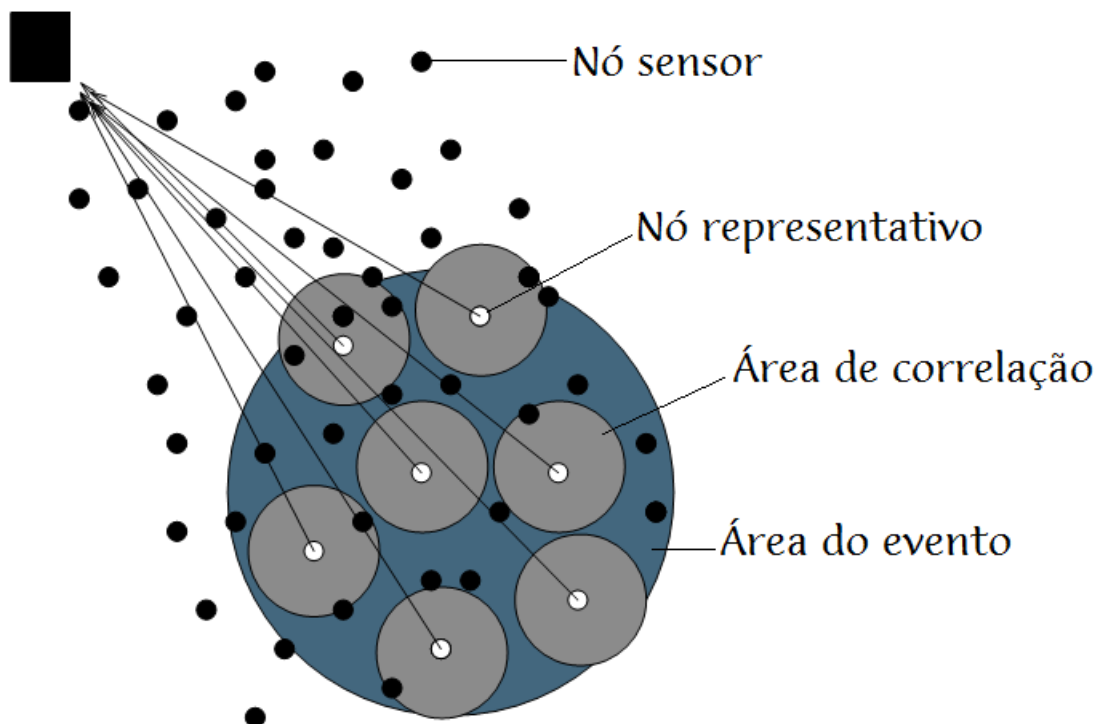 Nó sensor
Nó representativo
Área de correlação
Área do evento